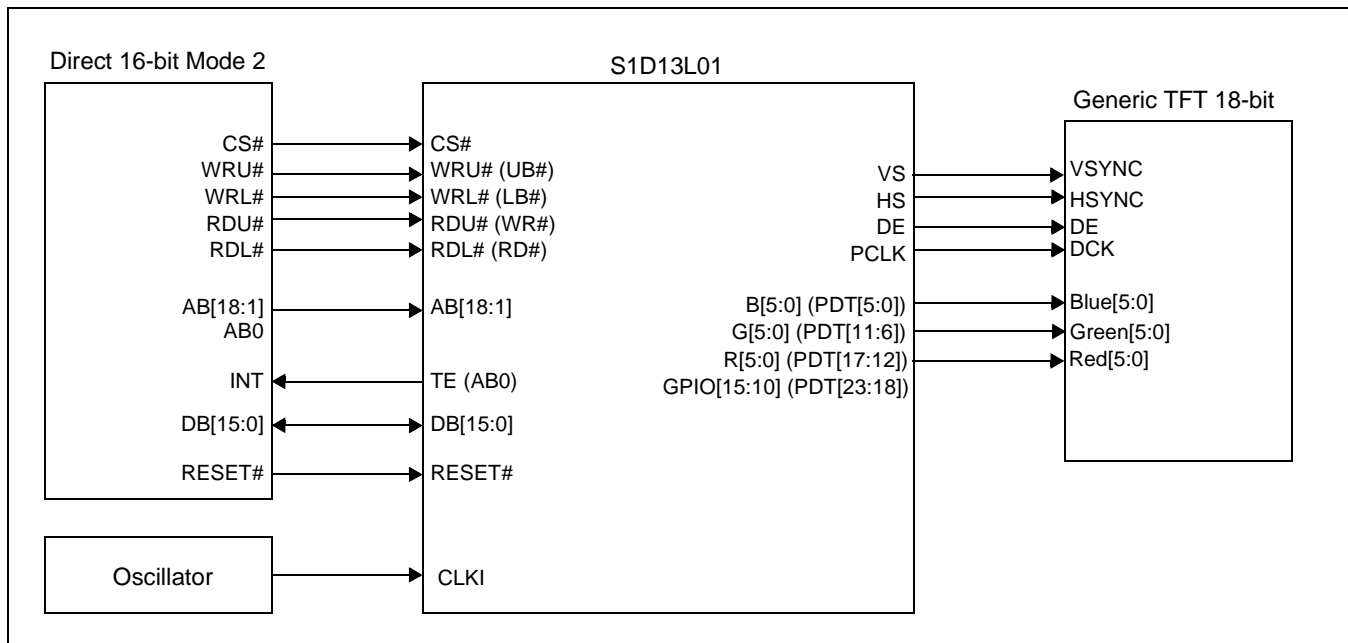 Direct 16-bit Mode 2
CS#
WRU#
WRL#
RDU#
RDL#
AB[18:1]
AB0
INT
DB[15:0]
RESET#
Oscillator
S1D13L01
CS#
WRU# (UB#)
WRL# (LB#)
RDU# (WR#)
RDL# (RD#)
AB[18:1]
TE (AB0)
DB[15:0]
RESET#
CLKI
VS
HS
DE
PCLK
B[5:0] (PDT[5:0])
G[5:0] (PDT[11:6])
R[5:0] (PDT[17:12])
GPIO[15:10] (PDT[23:18])
Generic TFT 18-bit
VSYNC
HSYNC
DE
DCK
Blue[5:0]
Green[5:0]
Red[5:0]